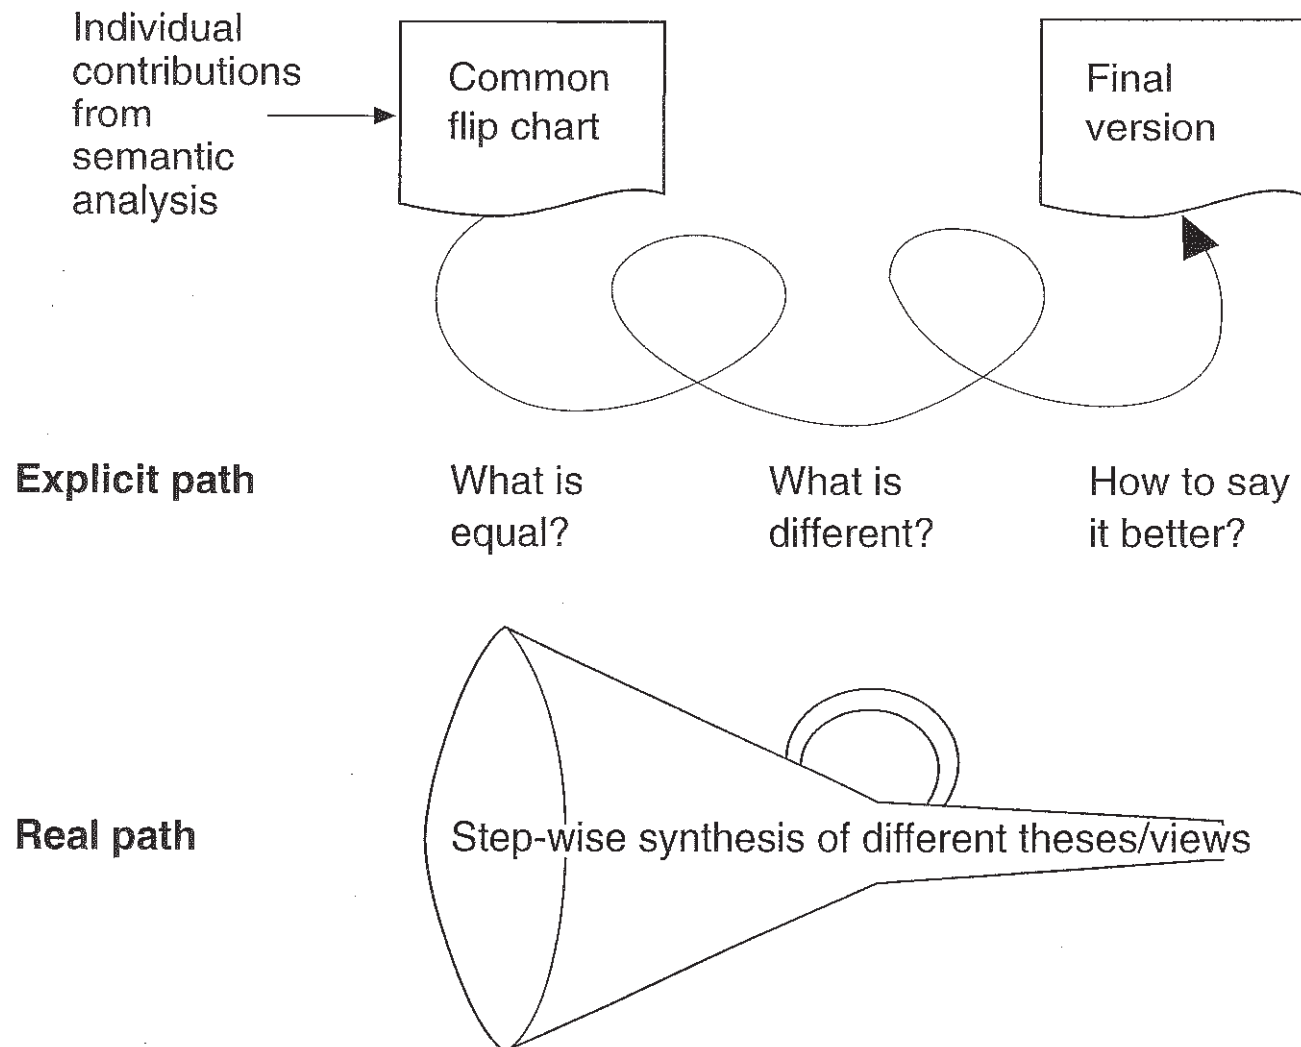 Individual
contributions
from
semantic
analysis
Common
flip chart
Final
version
Explicit path
What is
equal?
What is
different?
How to say
it better?
Real path
Step-wise synthesis of different theses/views